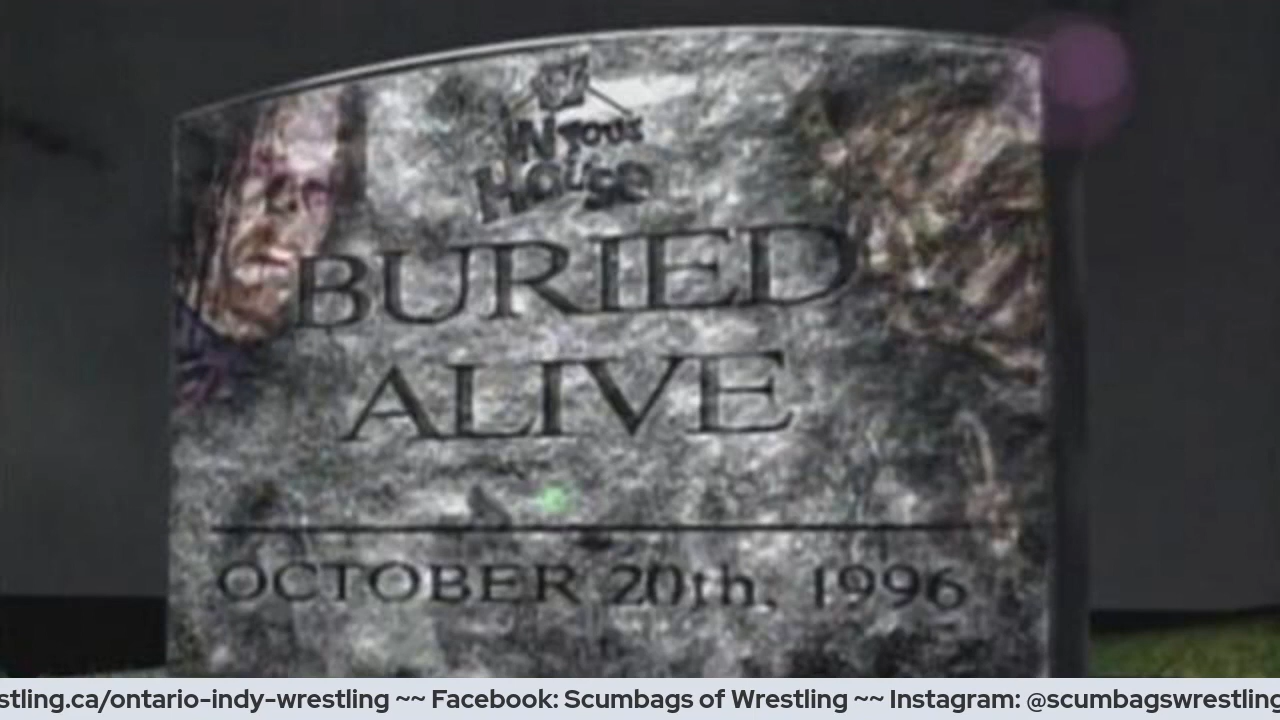 IN YOUR
HOUSE
BURIED
ALIVE
OCTOBER 20th, 1996
stling.ca/ontario-indy-wrestling ~~ Facebook: Scumbags of Wrestling ~~ Instagram: @scumbagswrestling